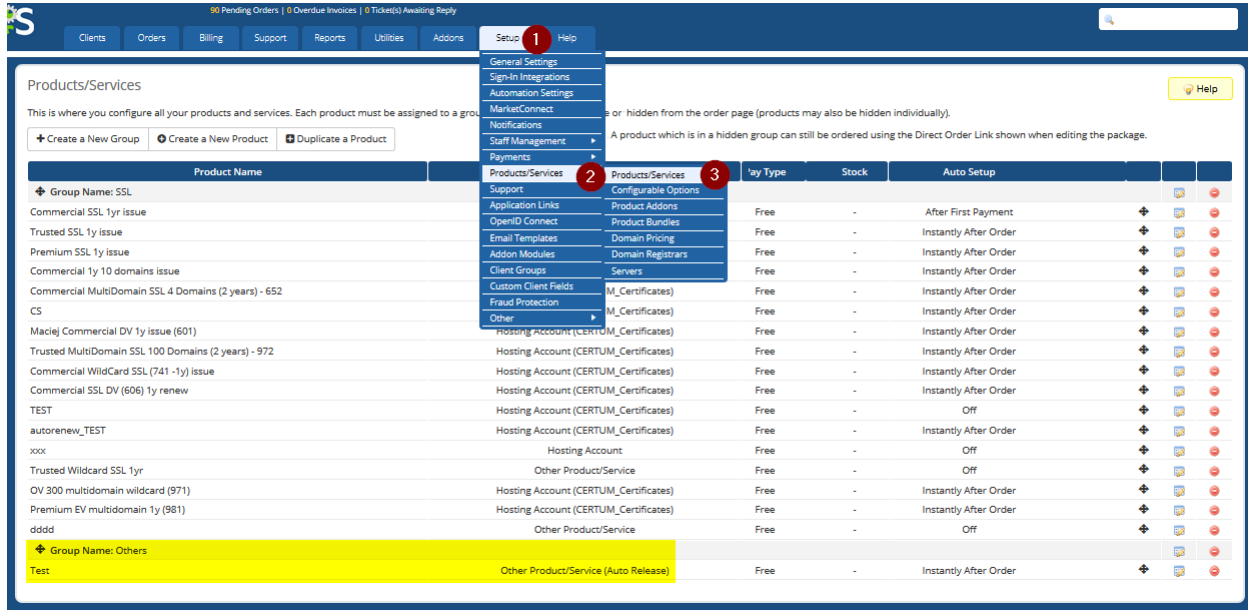 S
90 Pending Orders | 0 Overdue Invoices | 0 Ticket(s) Awaiting Reply
Clients Orders Billing Support Reports Utilities Addons Setup 1 Help
General Settings
Sign-In Integrations
Automation Settings
MarketConnect
Notifications
Staff Management
Payments
Products/Services 2
Support
Application Links
OpenID Connect
Email Templates
Addon Modules
Client Groups
Custom Client Fields
Fraud Protection
Other
Products/Services 3
Configurable Options
Product Addons
Product Bundles
Domain Pricing
Domain Registrars
Servers
Products/Services
Help
This is where you configure all your products and services. Each product must be assigned to a grou e or hidden from the order page (products may also be hidden individually).
A product which is in a hidden group can still be ordered using the Direct Order Link shown when editing the package.
Create a New Group Create a New Product Duplicate a Product
Product Name Pay Type Stock Auto Setup
Group Name: SSL
Commercial SSL 1yr issue Free - After First Payment
Trusted SSL 1y issue Free - Instantly After Order
Premium SSL 1y issue Free - Instantly After Order
Commercial 1y 10 domains issue Free - Instantly After Order
Commercial MultiDomain SSL 4 Domains (2 years) - 652 M_Certificates) Free - Instantly After Order
CS M_Certificates) Free - Instantly After Order
Maciej Commercial DV 1y issue (601) Hosting Account (CERTUM_Certificates) Free - Instantly After Order
Trusted MultiDomain SSL 100 Domains (2 years) - 972 Hosting Account (CERTUM_Certificates) Free - Instantly After Order
Commercial WildCard SSL (741 -1y) issue Hosting Account (CERTUM_Certificates) Free - Instantly After Order
Commercial SSL DV (606) 1y renew Hosting Account (CERTUM_Certificates) Free - Instantly After Order
TEST Hosting Account (CERTUM_Certificates) Free - Off
autorenew_TEST Hosting Account (CERTUM_Certificates) Free - Instantly After Order
xxx Hosting Account Free - Off
Trusted Wildcard SSL 1yr Other Product/Service Free - Off
OV 300 multidomain wildcard (971) Hosting Account (CERTUM_Certificates) Free - Instantly After Order
Premium EV multidomain 1y (981) Hosting Account (CERTUM_Certificates) Free - Instantly After Order
dddd Other Product/Service Free - Off
Group Name: Others
Test Other Product/Service (Auto Release) Free - Instantly After Order